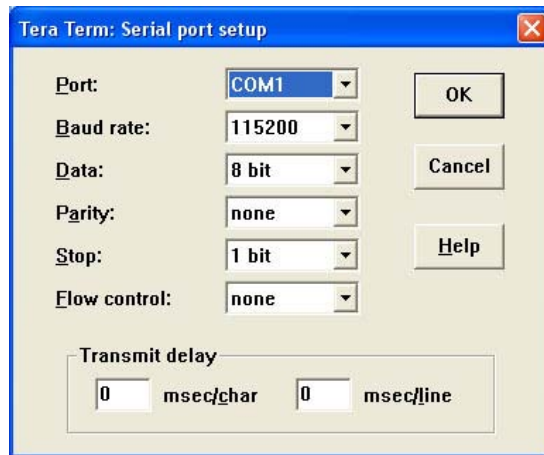 Tera Term: Serial port setup
Port: COM1
OK
Baud rate: 115200
Data: 8 bit
Cancel
Parity: none
Stop: 1 bit
Help
Flow control: none
Transmit delay
0 msec/char 0 msec/line